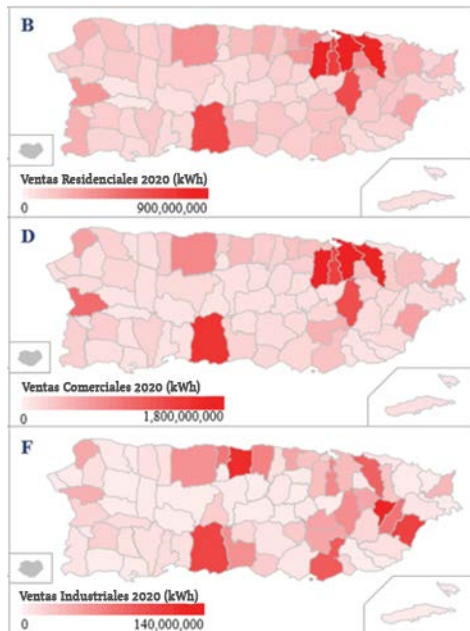 B
Ventas Residenciales 2020 (kWh)
0 900,000,000
D
Ventas Comerciales 2020 (kWh)
0 1,800,000,000
F
Ventas Industriales 2020 (kWh)
0 140,000,000